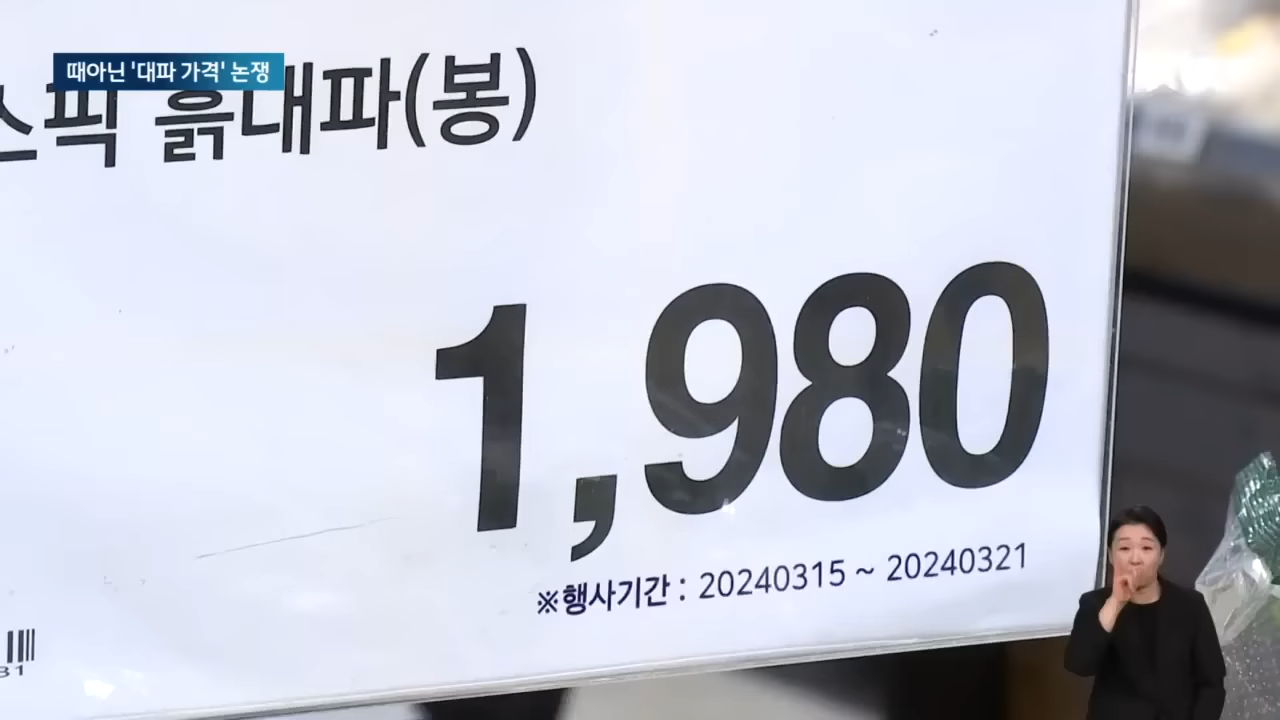 때아닌 '대파 가격' 논쟁
스픽 흙대파(봉)
1,980
※행사기간 : 20240315 ~ 20240321
81